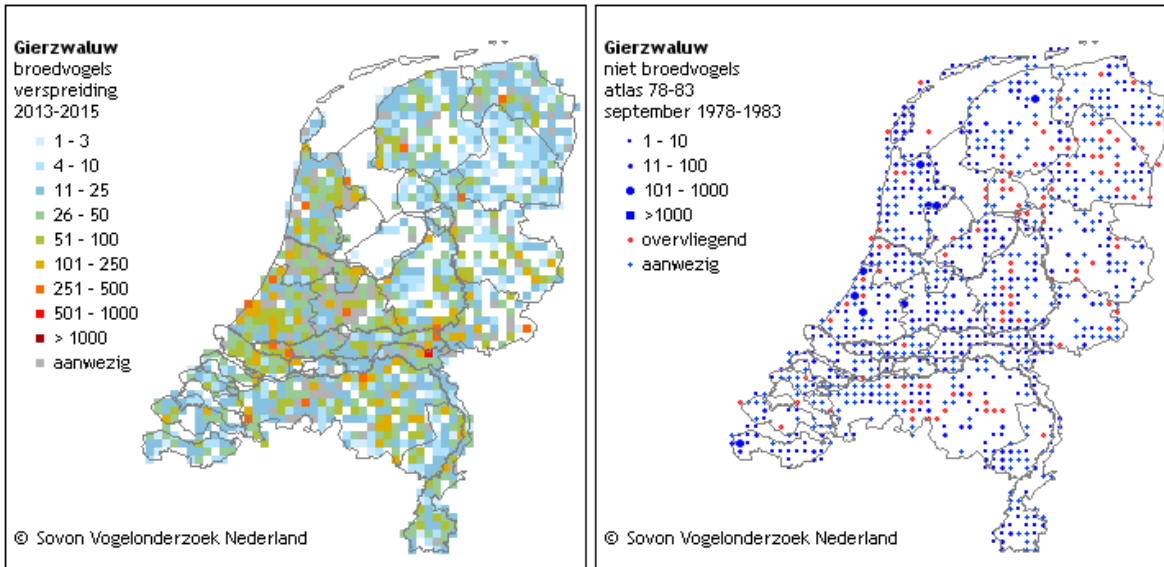 Gierzwaluw
broedvogels
verspreiding
2013-2015
1 - 3
4 - 10
11 - 25
26 - 50
51 - 100
101 - 250
251 - 500
501 - 1000
> 1000
aanwezig
© Sovon Vogelonderzoek Nederland
Gierzwaluw
niet broedvogels
atlas 78-83
september 1978-1983
1 - 10
11 - 100
101 - 1000
>1000
overvliegend
aanwezig
© Sovon Vogelonderzoek Nederland